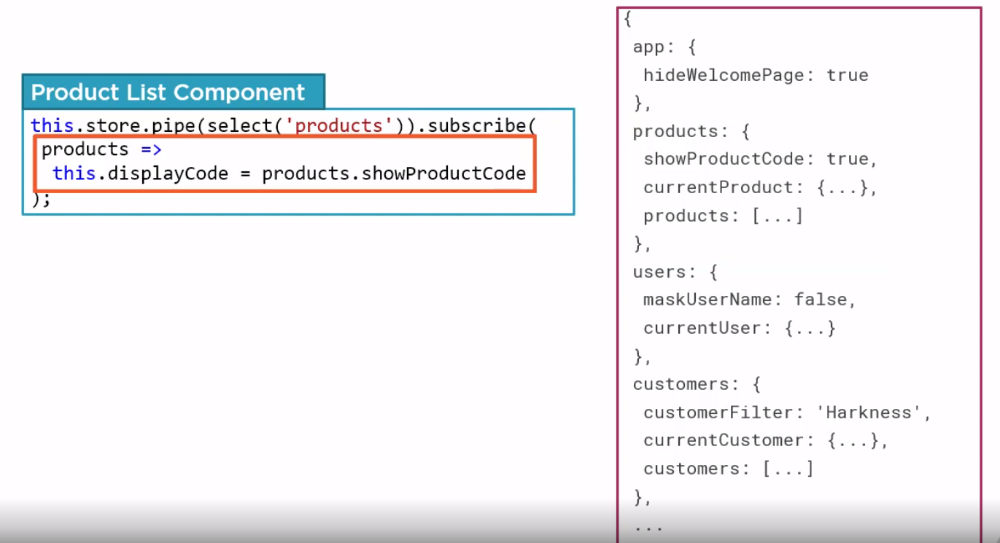 Product List Component
this.store.pipe(select('products')).subscribe(
products =>
this.displayCode = products.showProductCode
);
{
app: {
hideWelcomePage: true
},
products: {
showProductCode: true,
currentProduct: {...},
products: [...]
},
users: {
maskUserName: false,
currentUser: {...}
},
customers: {
customerFilter: 'Harkness',
currentCustomer: {...},
customers: [...]
},
...